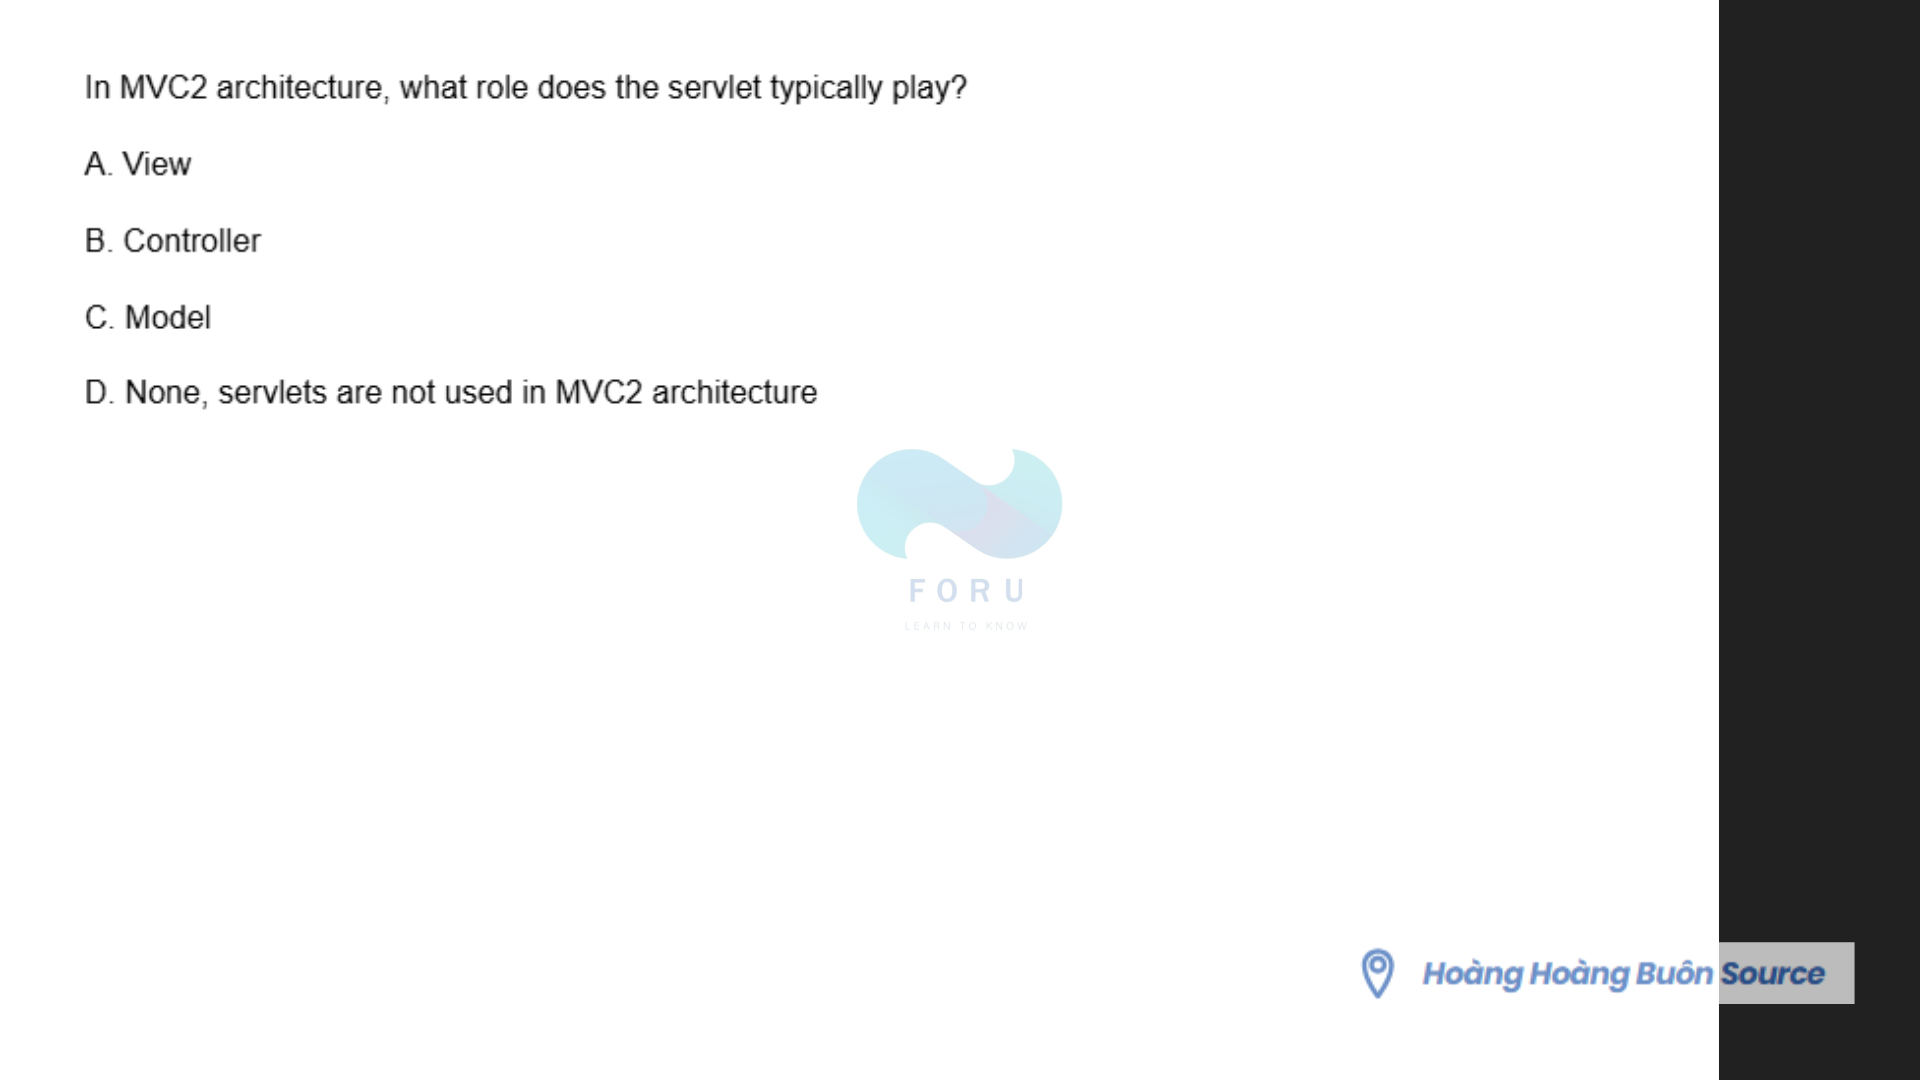 In MVC2 architecture, what role does the servlet typically play?
A. View
B. Controller
C. Model
D. None, servlets are not used in MVC2 architecture
FORU
LEARN TO KNOW
Hoàng Hoàng Buôn Source